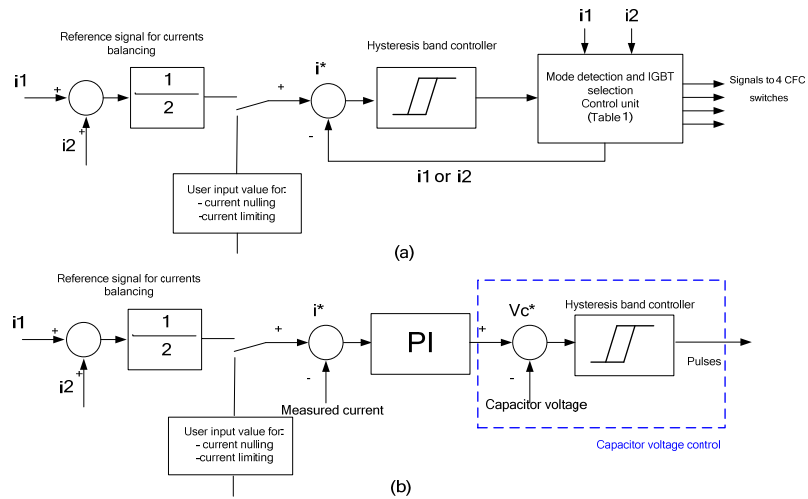 Reference signal for currents
balancing
i1
+
1
2
i2
+
User input value for:
- current nulling
-current limiting
+
i*
-
Hysteresis band controller
i1
i2
Mode detection and IGBT
selection
Control unit
(Table 1)
Signals to 4 CFC
switches
i1 or i2
(a)
Reference signal for currents
balancing
i1
+
1
2
i2
+
User input value for:
- current nulling
-current limiting
+
i*
-
Measured current
PI
+
Vc*
-
Capacitor voltage
Hysteresis band controller
Pulses
Capacitor voltage control
(b)